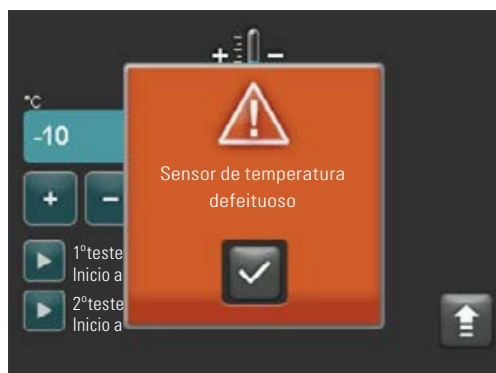 + −
°C
-10
Sensor de temperatura
defeituoso
+ −
1ºteste
Inicio a
2ºteste
Inicio a